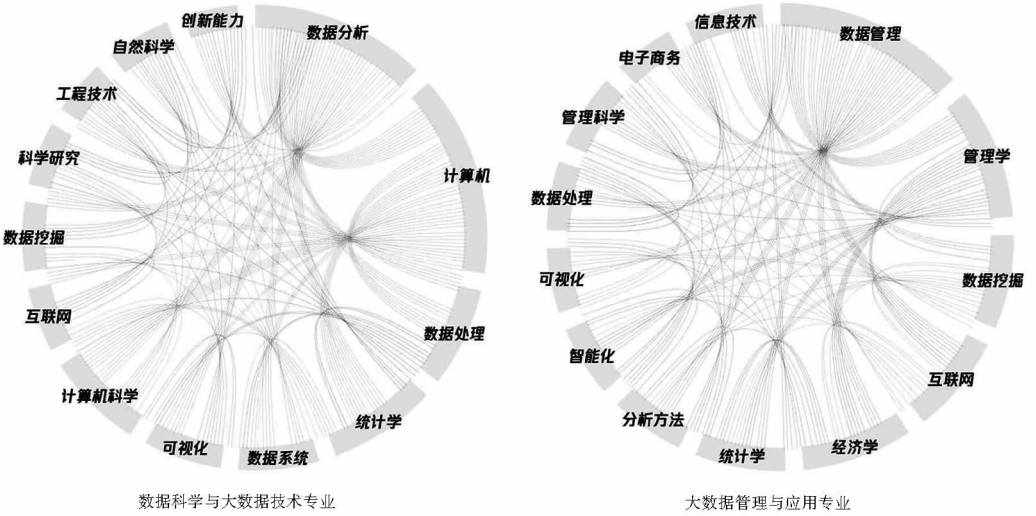 创新能力
数据分析
自然科学
计算机
工程技术
科学研究
数据挖掘
互联网
数据处理
计算机科学
统计学
可视化
数据系统
数据科学与大数据技术专业
信息技术
数据管理
电子商务
管理科学
管理学
数据处理
可视化
数据挖掘
智能化
互联网
分析方法
经济学
统计学
大数据管理与应用专业